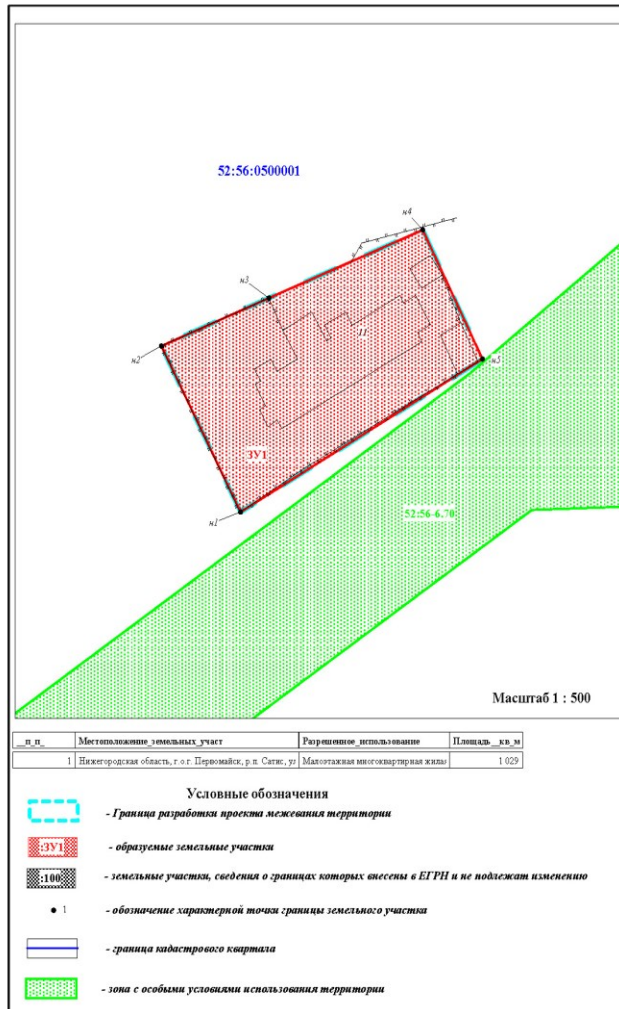 52:56:0500001
н4
н3
11
н2
н5
ЗУ1
52:56-6.70
н1
Масштаб 1 : 500
__п_п_ Местоположение_земельных_участ Разрешенное_использование Площадь__кв_м
1 Нижегородская область, г.о.г. Первомайск, р.п. Сатис, ул Малоэтажная многоквартирная жилая 1 029
Условные обозначения
- Граница разработки проекта межевания территории
:ЗУ1 - образуемые земельные участки
:100 - земельные участки, сведения о границах которых внесены в ЕГРН и не подлежат изменению
1 - обозначение характерной точки границы земельного участка
- граница кадастрового квартала
- зона с особыми условиями использования территории